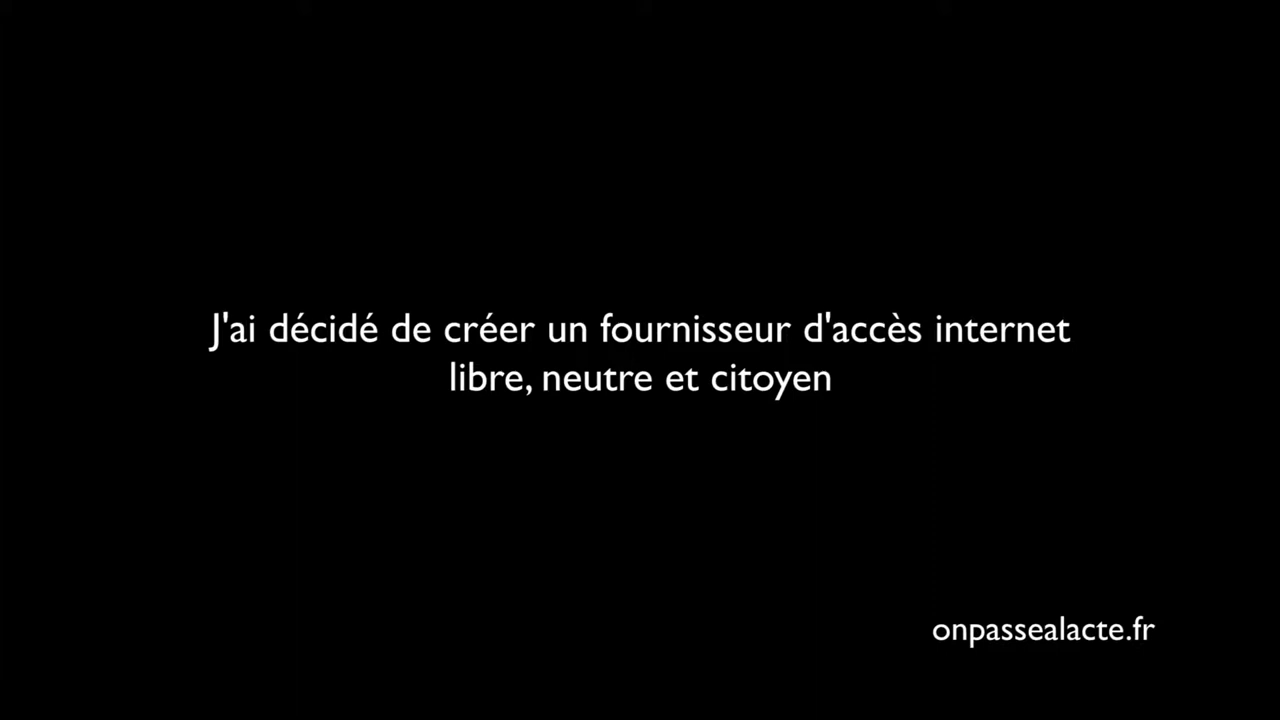 J'ai décidé de créer un fournisseur d'accès internet
libre, neutre et citoyen
onpassealacte.fr